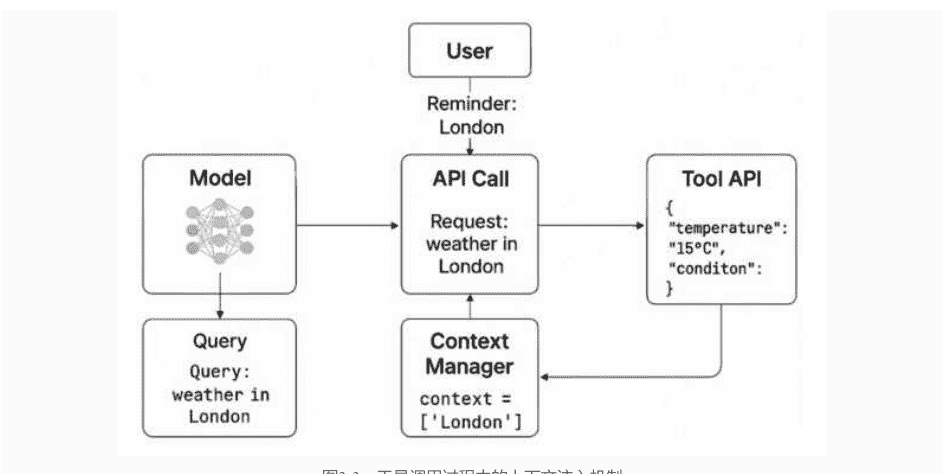 User
Reminder:
London
Model
API Call
Request:
weather in
London
Tool API
{
"temperature":
"15°C",
"conditon":
}
Query
Query:
weather in
London
Context
Manager
context =
['London']